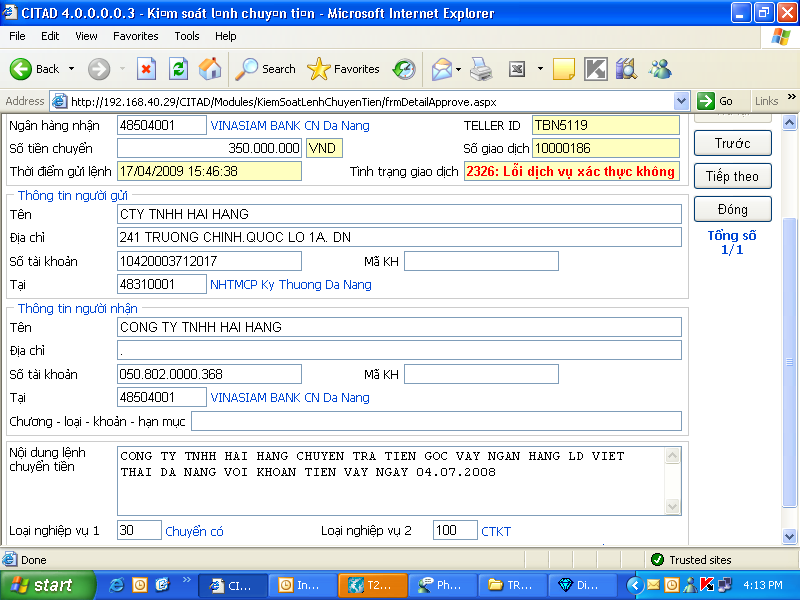 CITAD 4.0.0.0.0.3 - Ki¤m soát l¤nh chuy¤n ti¤n - Microsoft Internet Explorer
File Edit View Favorites Tools Help
Back Search Favorites
Address http://192.168.40.29/CITAD/Modules/KiemSoatLenhChuyenTien/frmDetailApprove.aspx Go Links »
Ngân hàng nhận 48504001 VINASIAM BANK CN Da Nang TELLER ID TBN5119
Số tiền chuyển 350.000.000 VND Số giao dịch 10000186
Trước
Thời điểm gửi lệnh 17/04/2009 15:46:38 Tình trạng giao dịch 2326: Lỗi dịch vụ xác thực không
Tiếp theo
Thông tin người gửi
Đóng
Tên CTY TNHH HAI HANG
Địa chỉ 241 TRUONG CHINH.QUOC LO 1A. DN
Tổng số
1/1
Số tài khoản 10420003712017 Mã KH
Tại 48310001 NHTMCP Ky Thuong Da Nang
Thông tin người nhận
Tên CONG TY TNHH HAI HANG
Địa chỉ .
Số tài khoản 050.802.0000.368 Mã KH
Tại 48504001 VINASIAM BANK CN Da Nang
Chương - loại - khoản - hạn mục
Nội dung lệnh
chuyển tiền
CONG TY TNHH HAI HANG CHUYEN TRA TIEN GOC VAY NGAN HANG LD VIET
THAI DA NANG VOI KHOAN TIEN VAY NGAY 04.07.2008
Loại nghiệp vụ 1 30 Chuyển có Loại nghiệp vụ 2 100 CTKT
Done Trusted sites
start » CI... In... T2... Ph... TR... Di... 4:13 PM